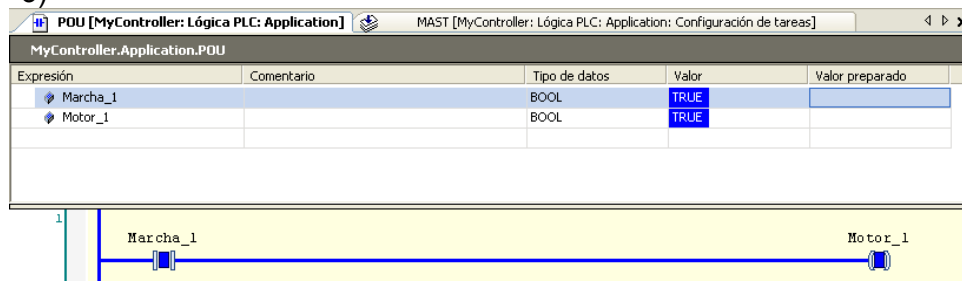 POU [MyController: Lógica PLC: Application] MAST [MyController: Lógica PLC: Application: Configuración de tareas]
MyController.Application.POU
Expresión Comentario Tipo de datos Valor Valor preparado
Marcha_1 BOOL TRUE
Motor_1 BOOL TRUE
1
Marcha_1 Motor_1